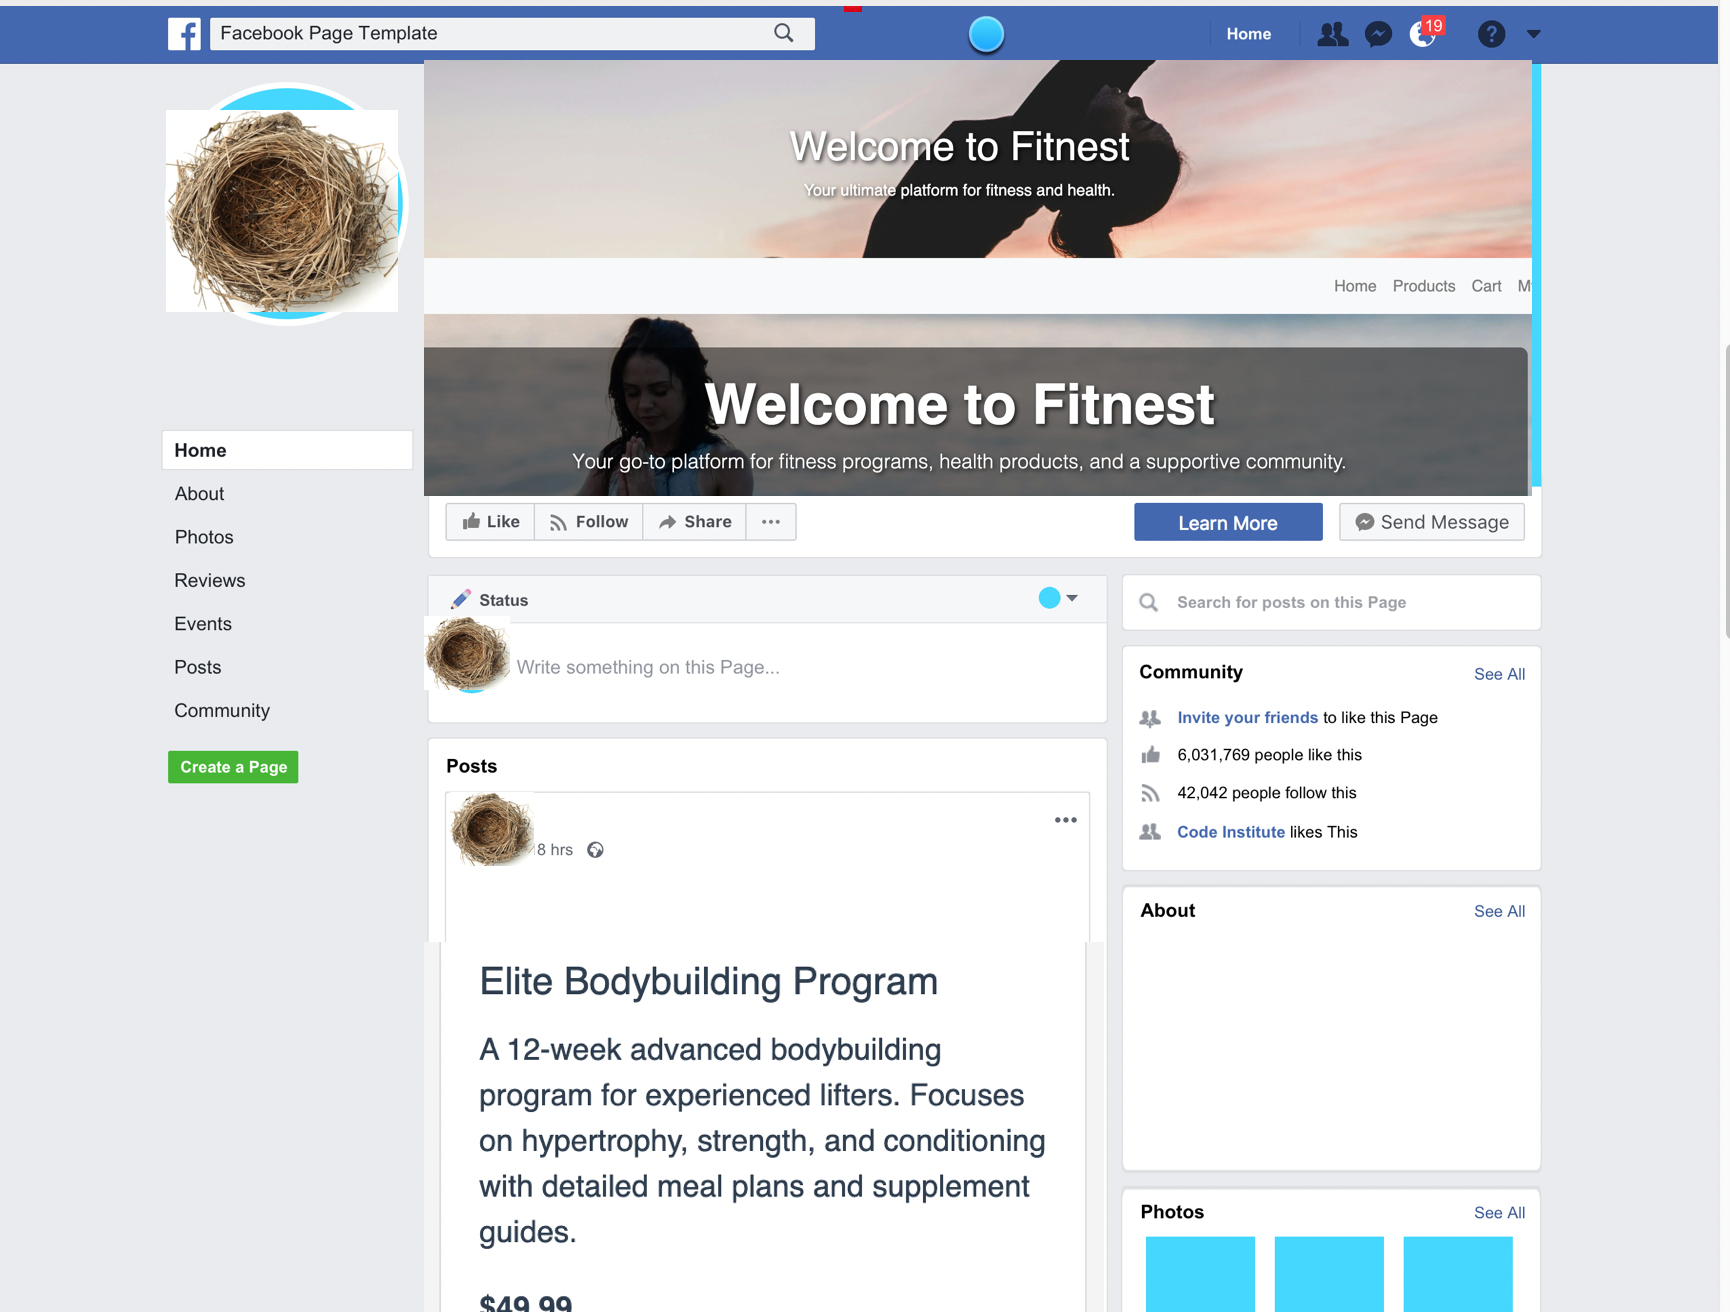 Facebook Page Template
Home
19
?
Welcome to Fitnest
Your ultimate platform for fitness and health.
Home Products Cart
Welcome to Fitnest
Your go-to platform for fitness programs, health products, and a supportive community.
Like Follow Share ...
Learn More
Send Message
Home
About
Photos
Reviews
Events
Posts
Community
Create a Page
Status
Write something on this Page...
Posts
8 hrs
Elite Bodybuilding Program
A 12-week advanced bodybuilding
program for experienced lifters. Focuses
on hypertrophy, strength, and conditioning
with detailed meal plans and supplement
guides.
$49.99
Search for posts on this Page
Community See All
Invite your friends to like this Page
6,031,769 people like this
42,042 people follow this
Code Institute likes This
About See All
Photos See All